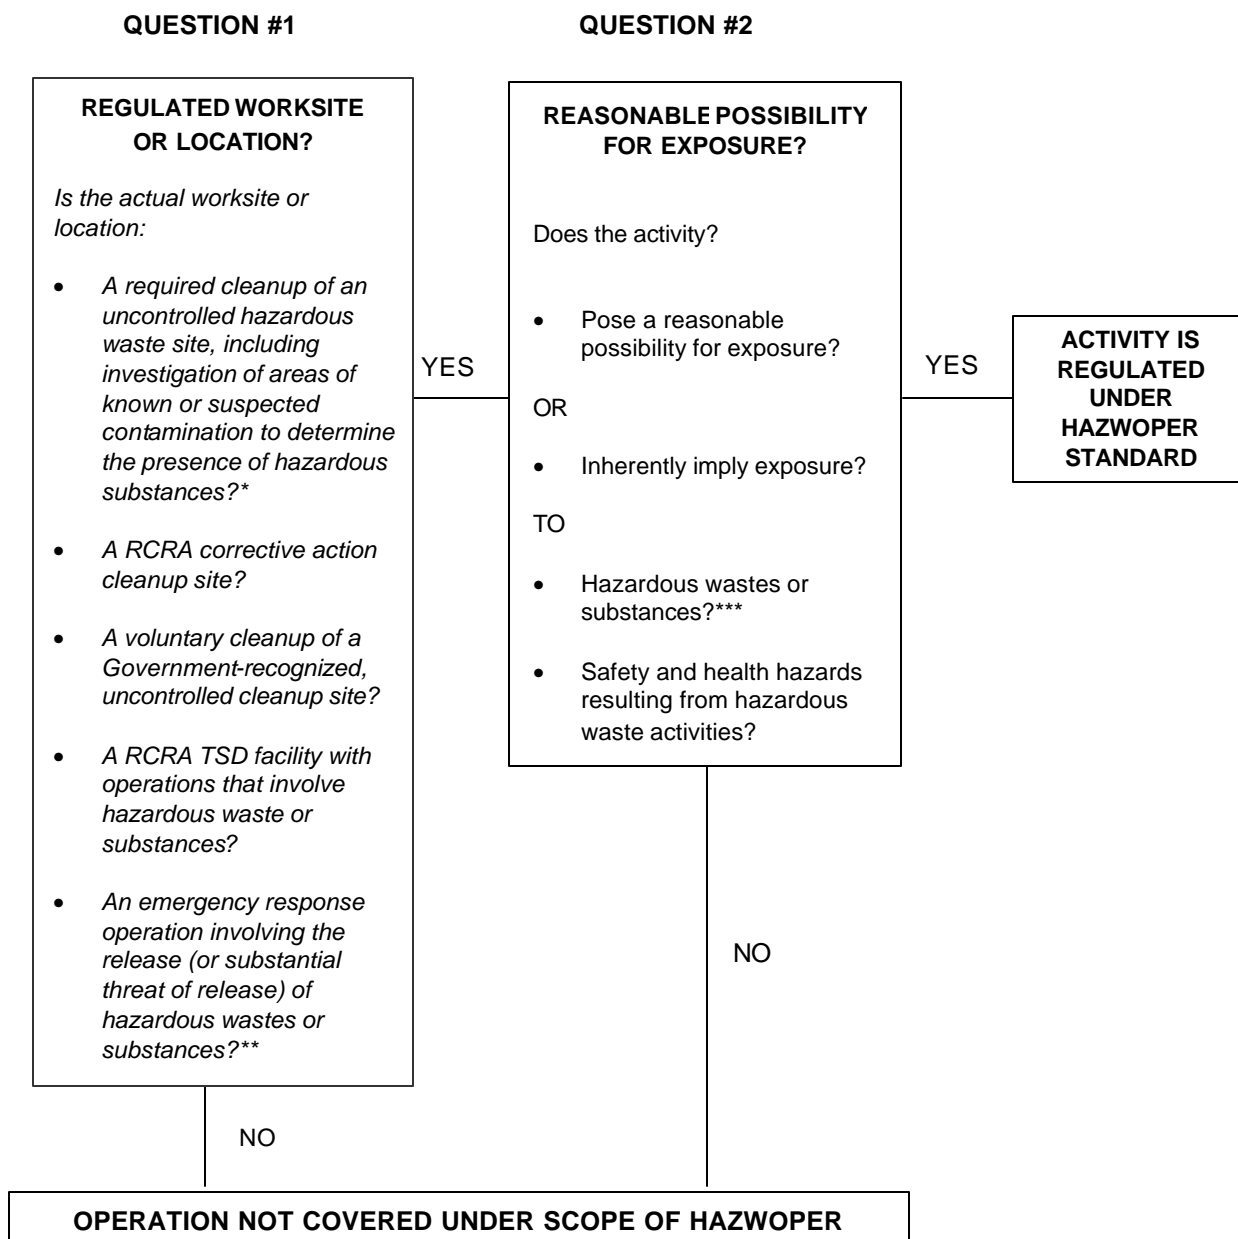 QUESTION #1
QUESTION #2
REGULATED WORKSITE
OR LOCATION?
Is the actual worksite or
location:
• A required cleanup of an
uncontrolled hazardous
waste site, including
investigation of areas of
known or suspected
contamination to determine
the presence of hazardous
substances?*
• A RCRA corrective action
cleanup site?
• A voluntary cleanup of a
Government-recognized,
uncontrolled cleanup site?
• A RCRA TSD facility with
operations that involve
hazardous waste or
substances?
• An emergency response
operation involving the
release (or substantial
threat of release) of
hazardous wastes or
substances?**
YES
REASONABLE POSSIBILITY
FOR EXPOSURE?
Does the activity?
• Pose a reasonable
possibility for exposure?
OR
• Inherently imply exposure?
TO
• Hazardous wastes or
substances?***
• Safety and health hazards
resulting from hazardous
waste activities?
YES
ACTIVITY IS
REGULATED
UNDER
HAZWOPER
STANDARD
NO
NO
OPERATION NOT COVERED UNDER SCOPE OF HAZWOPER